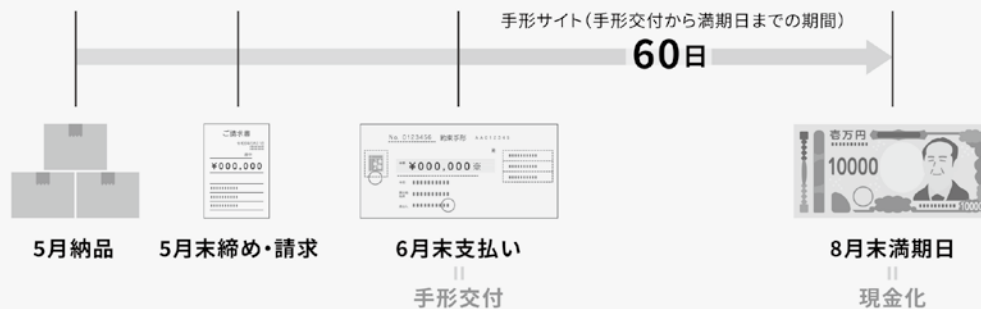 手形サイト(手形交付から満期日までの期間)
60日
ご請求書
¥000,000
No. 0123456 約束手形
¥000,000※
壱万円
10000
10000
5月納品
5月末締め・請求
6月末支払い
8月末満期日
=
手形交付
=
現金化